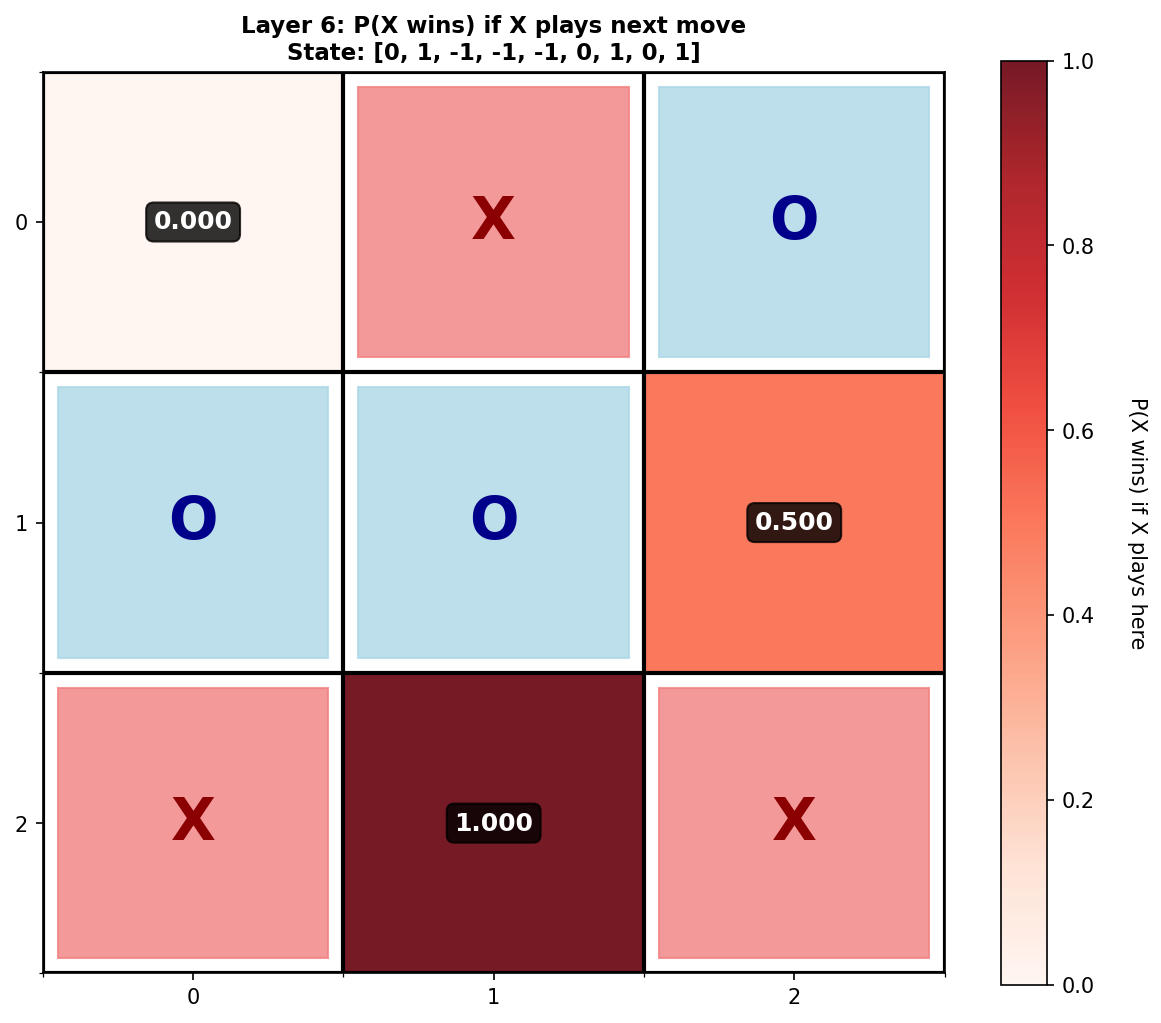 Layer 6: P(X wins) if X plays next move
State: [0, 1, -1, -1, -1, 0, 1, 0, 1]
0.000
X
O
O
O
0.500
X
1.000
X
0
1
2
0
1
2
1.0
0.8
0.6
0.4
0.2
0.0
P(X wins) if X plays here